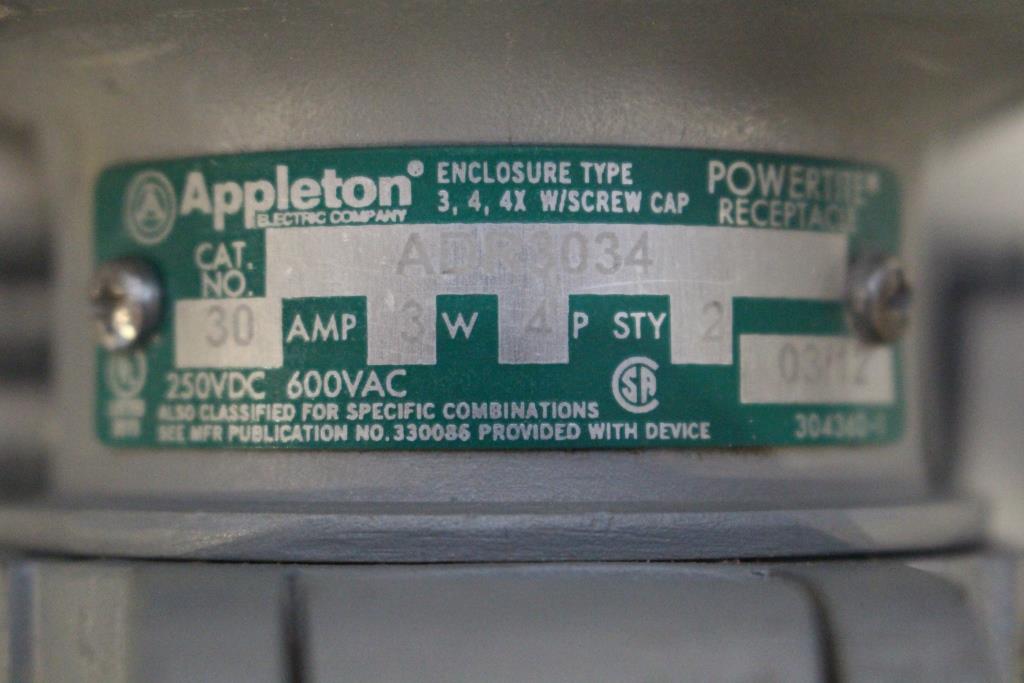 Appleton®
ELECTRIC COMPANY
ENCLOSURE TYPE
3, 4, 4X W/SCREW CAP
POWERTITE®
RECEPTACLE
CAT.
NO.
ADR3034
30 AMP 3 W 4 P STY 2
250VDC 600VAC
CSA
03/12
ALSO CLASSIFIED FOR SPECIFIC COMBINATIONS
SEE MFR PUBLICATION NO. 330086 PROVIDED WITH DEVICE
304360-1